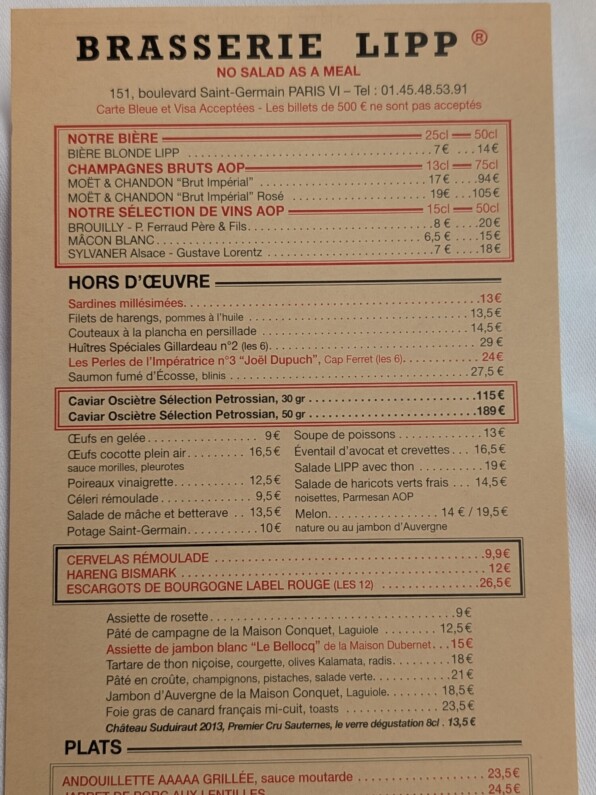 BRASSERIE LIPP ®
NO SALAD AS A MEAL
151, boulevard Saint-Germain PARIS VI – Tel : 01.45.48.53.91
Carte Bleue et Visa Acceptées - Les billets de 500 € ne sont pas acceptés
NOTRE BIÈRE 25cl 50cl
BIÈRE BLONDE LIPP 7€ 14€
CHAMPAGNES BRUTS AOP 13cl 75cl
MOËT & CHANDON "Brut Impérial" 17€ 94€
MOËT & CHANDON "Brut Impérial" Rosé 19€ 105€
NOTRE SÉLECTION DE VINS AOP 15cl 50cl
BROUILLY - P. Ferraud Père & Fils 8 € 20€
MÂCON BLANC 6,5 € 15€
SYLVANER Alsace - Gustave Lorentz 7 € 18€
HORS D'ŒUVRE
Sardines millésimées 13€
Filets de harengs, pommes à l'huile 13,5€
Couteaux à la plancha en persillade 14,5€
Huîtres Spéciales Gillardeau n°2 (les 6) 29 €
Les Perles de l'Impératrice n°3 "Joël Dupuch", Cap Ferret (les 6) 24€
Saumon fumé d'Écosse, blinis 27,5 €
Caviar Osciètre Sélection Petrossian, 30 gr 115€
Caviar Osciètre Sélection Petrossian, 50 gr 189€
Œufs en gelée 9€
Œufs cocotte plein air 16,5€
sauce morilles, pleurotes
Poireaux vinaigrette 12,5€
Céleri rémoulade 9,5€
Salade de mâche et betterave 13,5€
Potage Saint-Germain 10€
Soupe de poissons 13€
Éventail d'avocat et crevettes 16,5€
Salade LIPP avec thon 19€
Salade de haricots verts frais 14,5€
noisettes, Parmesan AOP
Melon 14 € / 19,5€
nature ou au jambon d'Auvergne
CERVELAS RÉMOULADE 9,9€
HARENG BISMARK 12€
ESCARGOTS DE BOURGOGNE LABEL ROUGE (LES 12) 26,5€
Assiette de rosette 9€
Pâté de campagne de la Maison Conquet, Laguiole 12,5€
Assiette de jambon blanc "Le Bellocq" de la Maison Dubernet 15€
Tartare de thon niçoise, courgette, olives Kalamata, radis 18€
Pâté en croûte, champignons, pistaches, salade verte 21€
Jambon d'Auvergne de la Maison Conquet, Laguiole 18,5€
Foie gras de canard français mi-cuit, toasts 23,5€
Château Suduiraut 2013, Premier Cru Sauternes, le verre dégustation 8cl . 13,5€
PLATS
ANDOUILLETTE AAAAA GRILLÉE, sauce moutarde 23,5€
JARRET DE PORC AUX LENTILLES 24,5€